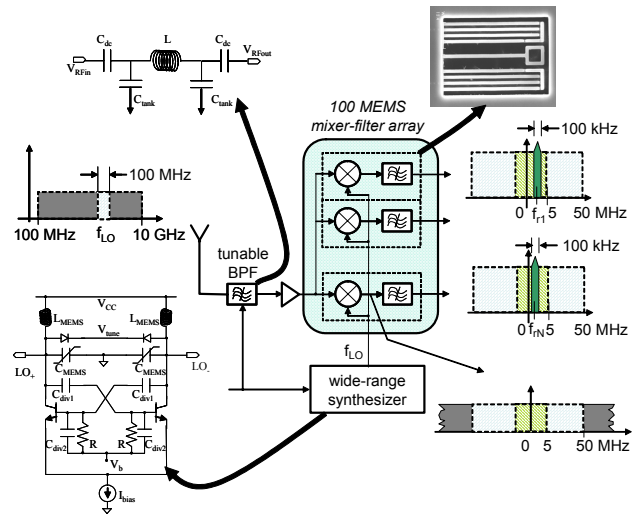 C_dc
L
C_dc
V_RFin
V_RFout
C_tank
C_tank
100 MEMS
mixer-filter array
100 kHz
0 f_r1 5 50 MHz
100 MHz
100 MHz f_LO 10 GHz
tunable
BPF
100 kHz
0 f_rN 5 50 MHz
f_LO
wide-range
synthesizer
0 5 50 MHz
V_CC
L_MEMS
V_tune
L_MEMS
LO_+
C_MEMS
C_MEMS
LO_-
C_div1
C_div1
C_div2
R
R
C_div2
V_b
I_bias